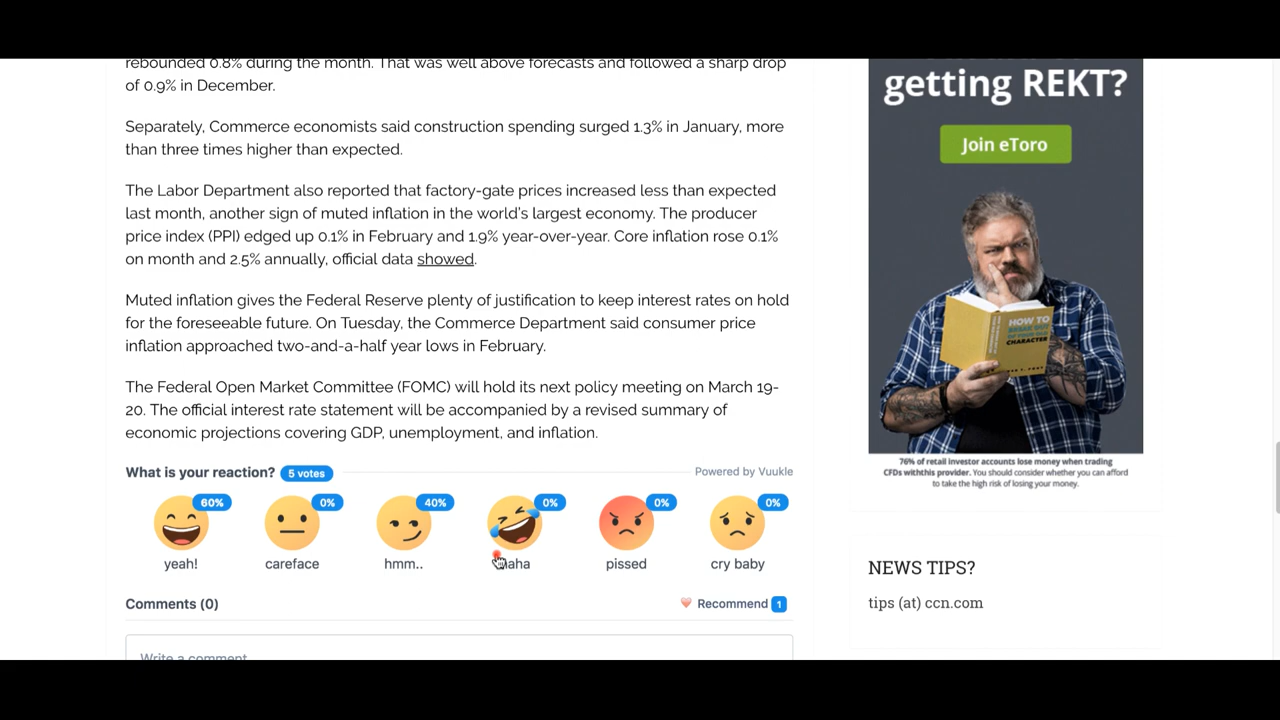 rebounded 0.8% during the month. That was well above forecasts and followed a sharp drop
of 0.9% in December.
Separately, Commerce economists said construction spending surged 1.3% in January, more
than three times higher than expected.
The Labor Department also reported that factory-gate prices increased less than expected
last month, another sign of muted inflation in the world's largest economy. The producer
price index (PPI) edged up 0.1% in February and 1.9% year-over-year. Core inflation rose 0.1%
on month and 2.5% annually, official data showed.
Muted inflation gives the Federal Reserve plenty of justification to keep interest rates on hold
for the foreseeable future. On Tuesday, the Commerce Department said consumer price
inflation approached two-and-a-half year lows in February.
The Federal Open Market Committee (FOMC) will hold its next policy meeting on March 19-
20. The official interest rate statement will be accompanied by a revised summary of
economic projections covering GDP, unemployment, and inflation.
What is your reaction? 5 votes Powered by Vuukle
60% 0% 40% 0% 0% 0%
yeah! careface hmm.. haha pissed cry baby
Comments (0) Recommend 1
Write a comment
getting REKT?
Join eToro
HOW TO
BREAK OUT
CHARACTER
76% of retail investor accounts lose money when trading
CFDs withthis provider. You should consider whether you can afford
to take the high risk of losing your money.
NEWS TIPS?
tips (at) ccn.com